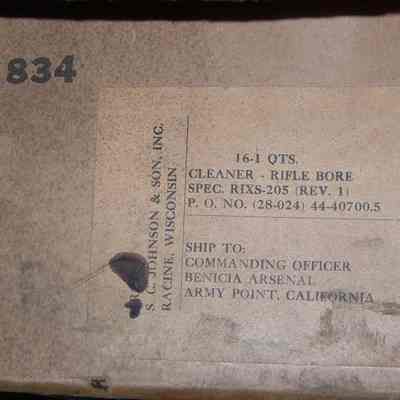 834
S. C. JOHNSON & SON, INC.
RACINE, WISCONSIN
16-1 QTS.
CLEANER - RIFLE BORE
SPEC. RIXS-205 (REV. 1)
P. O. NO. (28-024) 44-40700.5
SHIP TO:
COMMANDING OFFICER
BENICIA ARSENAL
ARMY POINT, CALIFORNIA